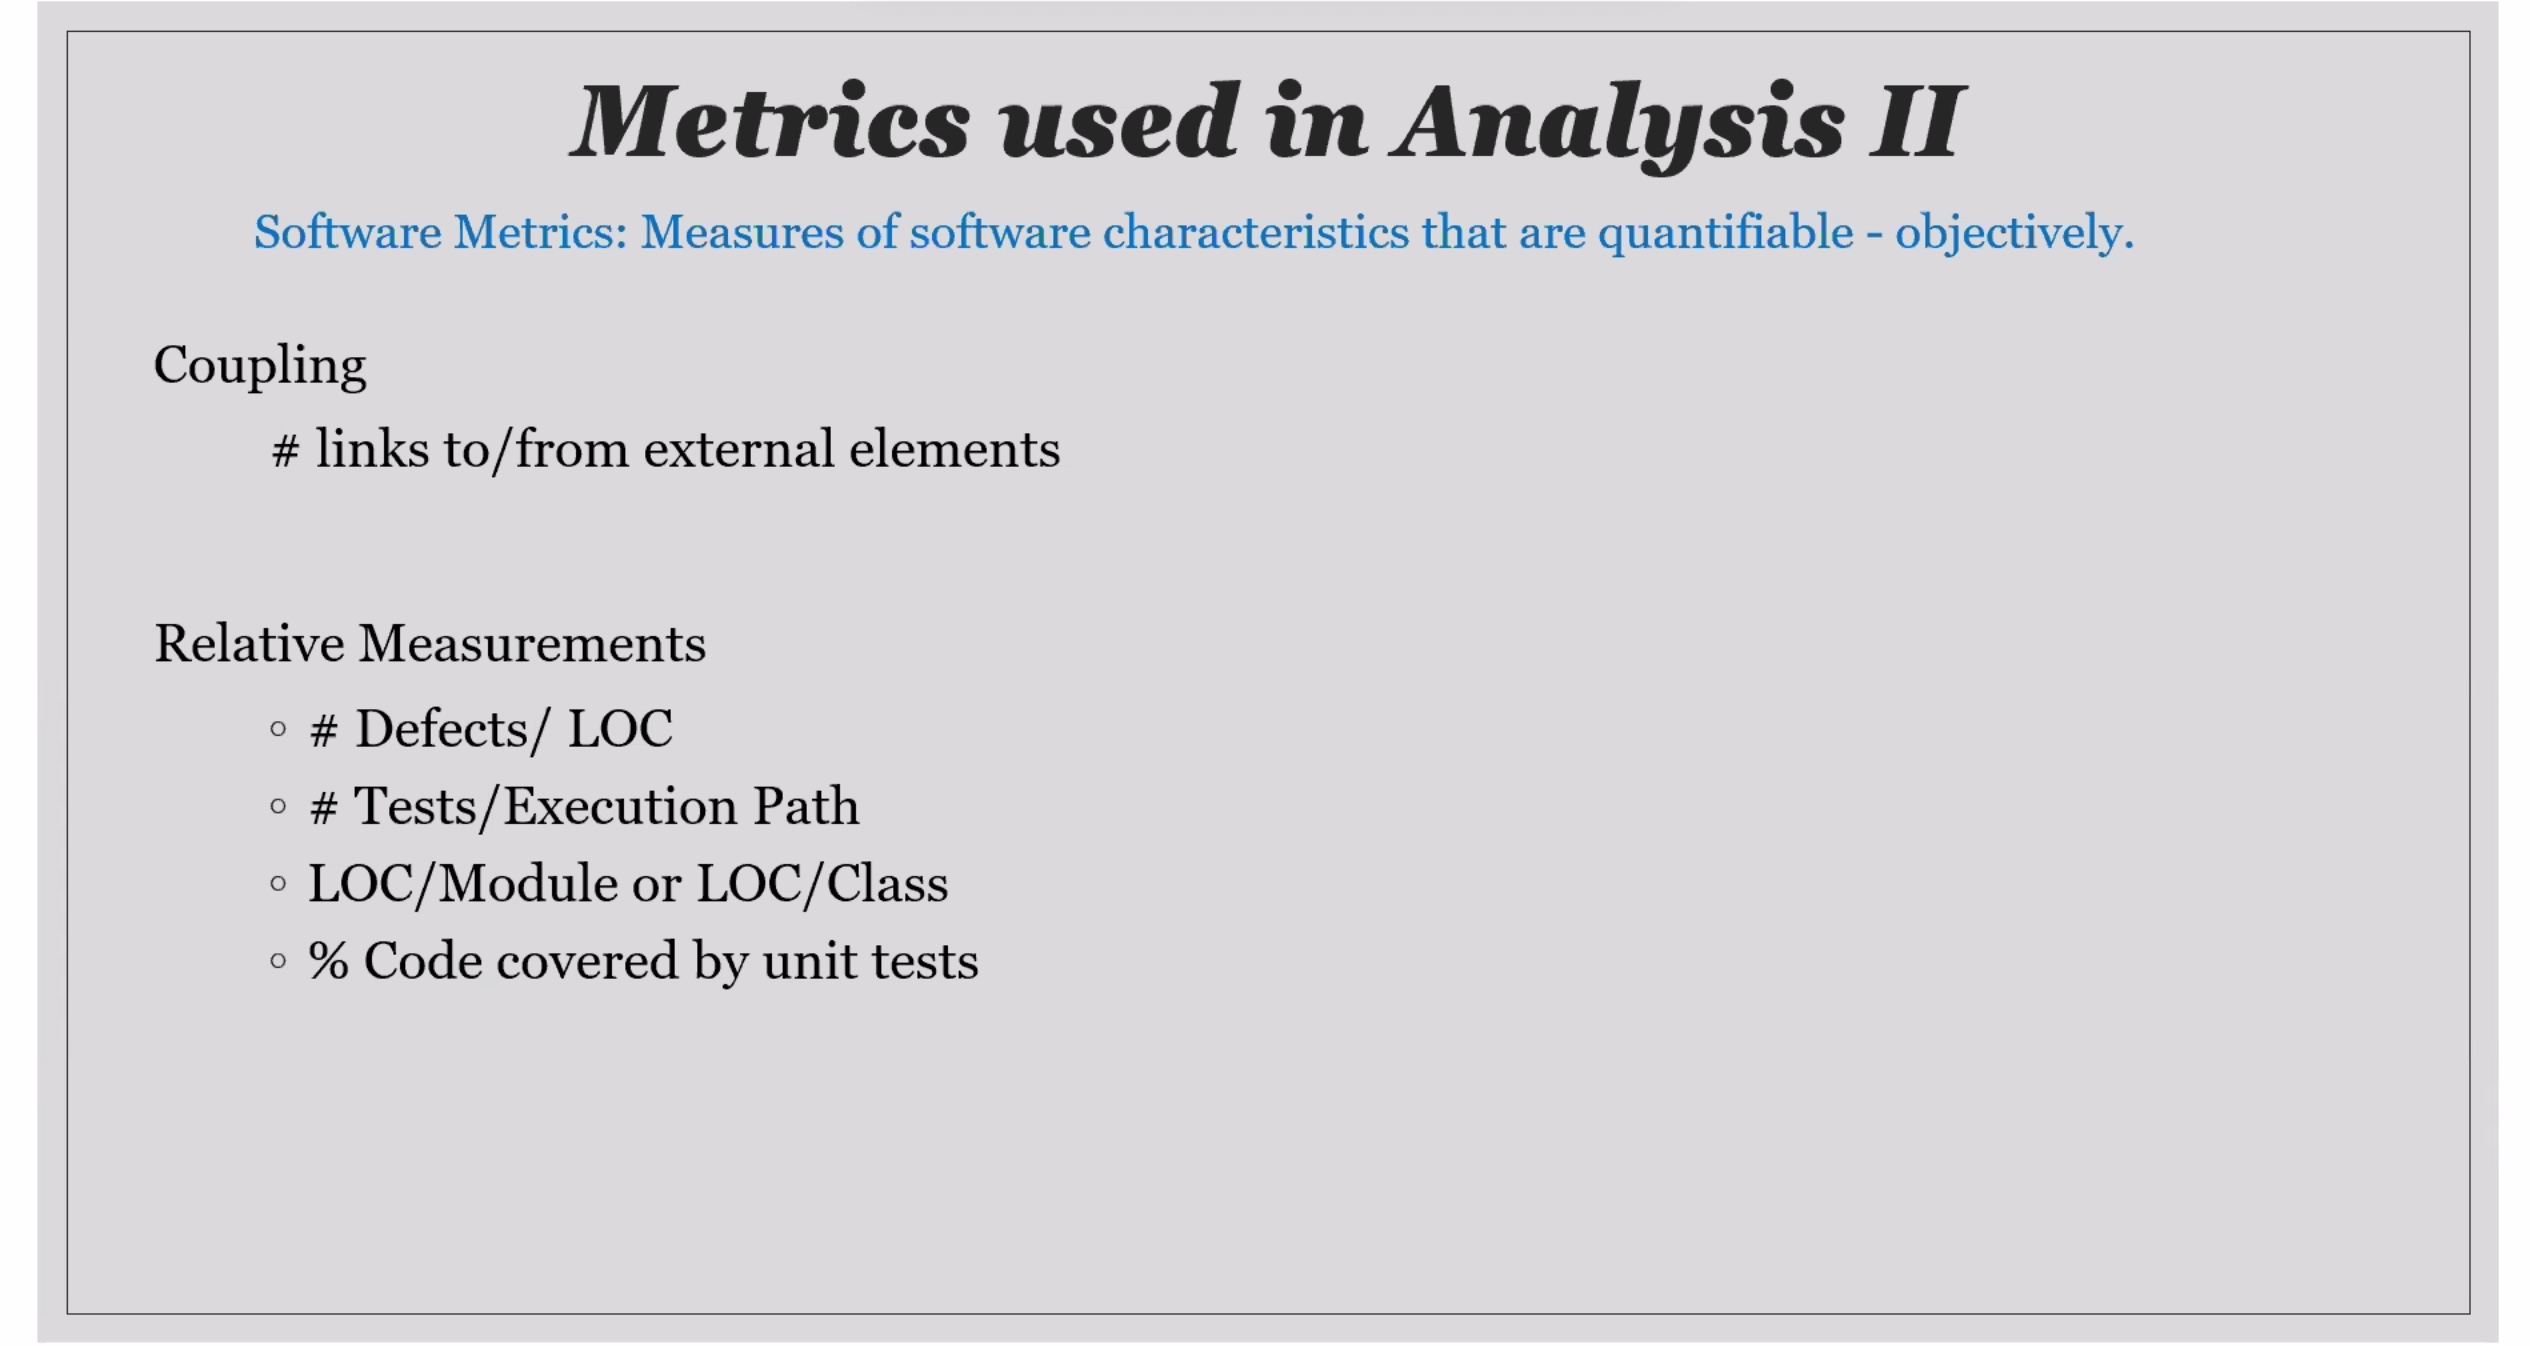 Metrics used in Analysis II
Software Metrics: Measures of software characteristics that are quantifiable - objectively.
Coupling
# links to/from external elements
Relative Measurements
◦ # Defects/ LOC
◦ # Tests/Execution Path
◦ LOC/Module or LOC/Class
◦ % Code covered by unit tests